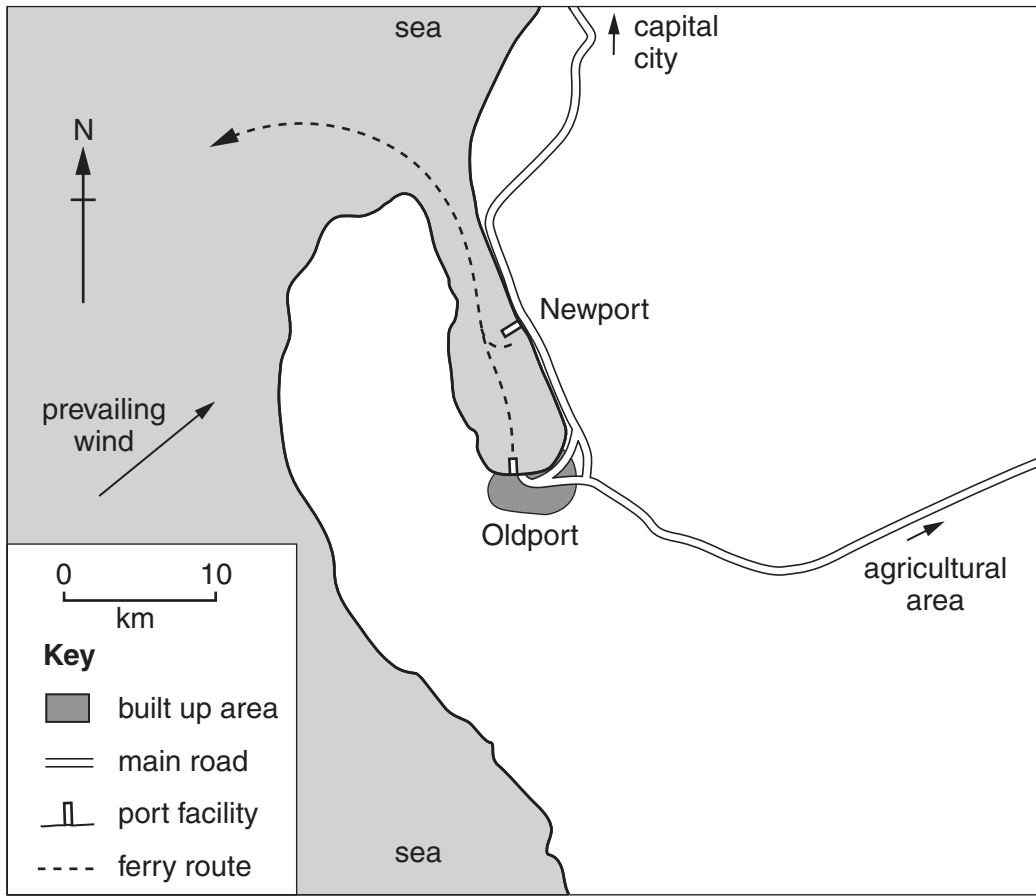 sea
capital
city
N
Newport
prevailing
wind
Oldport
agricultural
area
0 10
km
Key
built up area
main road
port facility
ferry route
sea